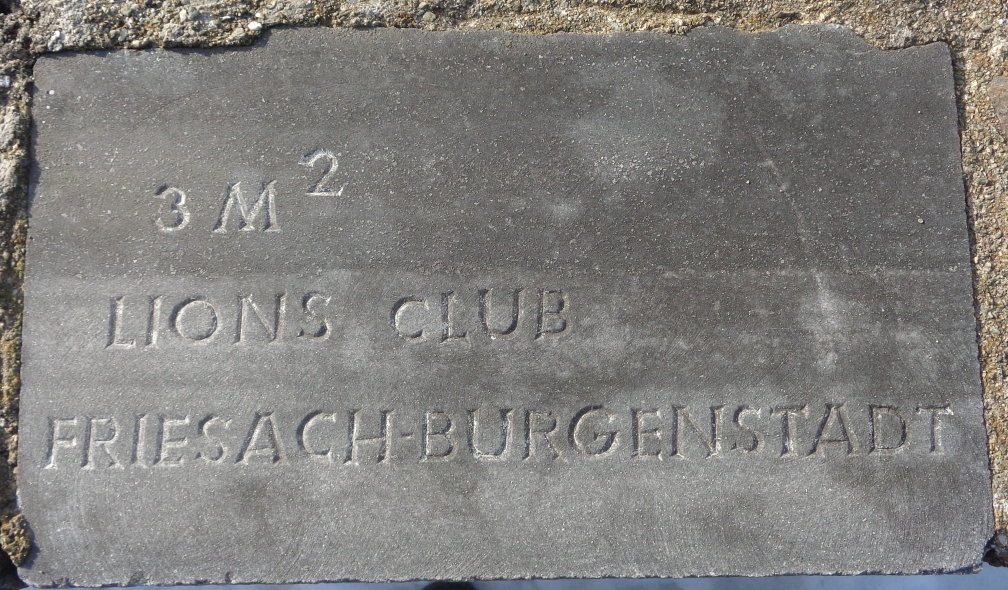 3 M²
LIONS CLUB
FRIESACH-BURGENSTADT